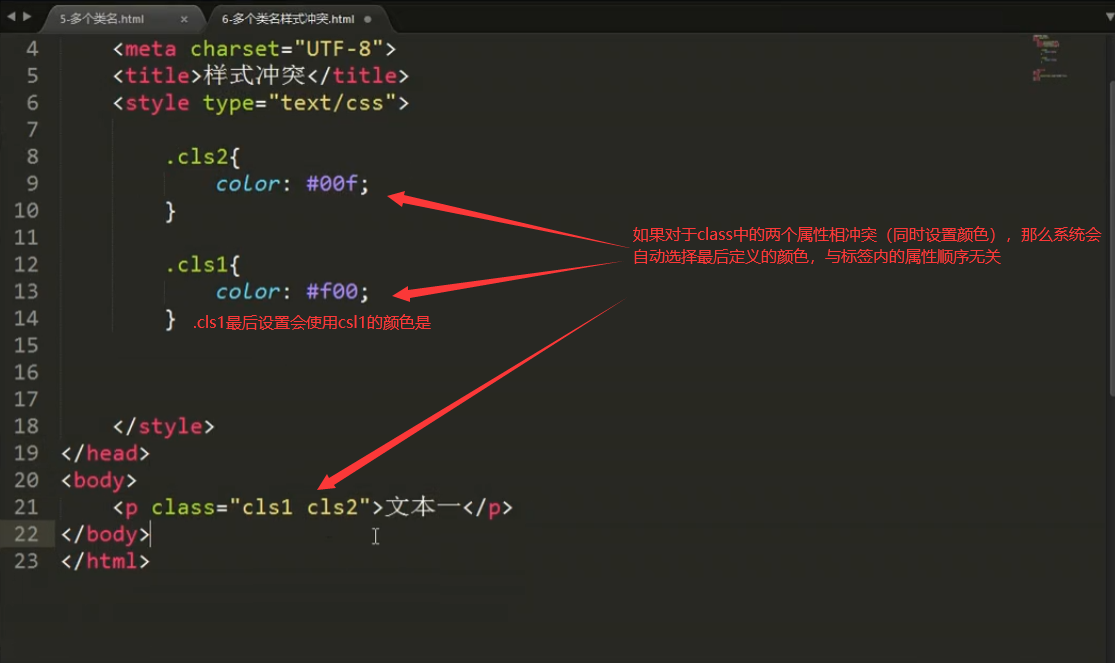 5-多个类名.html × 6-多个类名样式冲突.html
4 <meta charset="UTF-8">
5 <title>样式冲突</title>
6 <style type="text/css">
7
8 .cls2{
9 color: #00f;
10 }
11
12 .cls1{
13 color: #f00;
14 }
15
16
17
18 </style>
19 </head>
20 <body>
21 <p class="cls1 cls2">文本一</p>
22 </body>
23 </html>
如果对于class中的两个属性相冲突（同时设置颜色），那么系统会
自动选择最后定义的颜色，与标签内的属性顺序无关
.cls1最后设置会使用csl1的颜色是